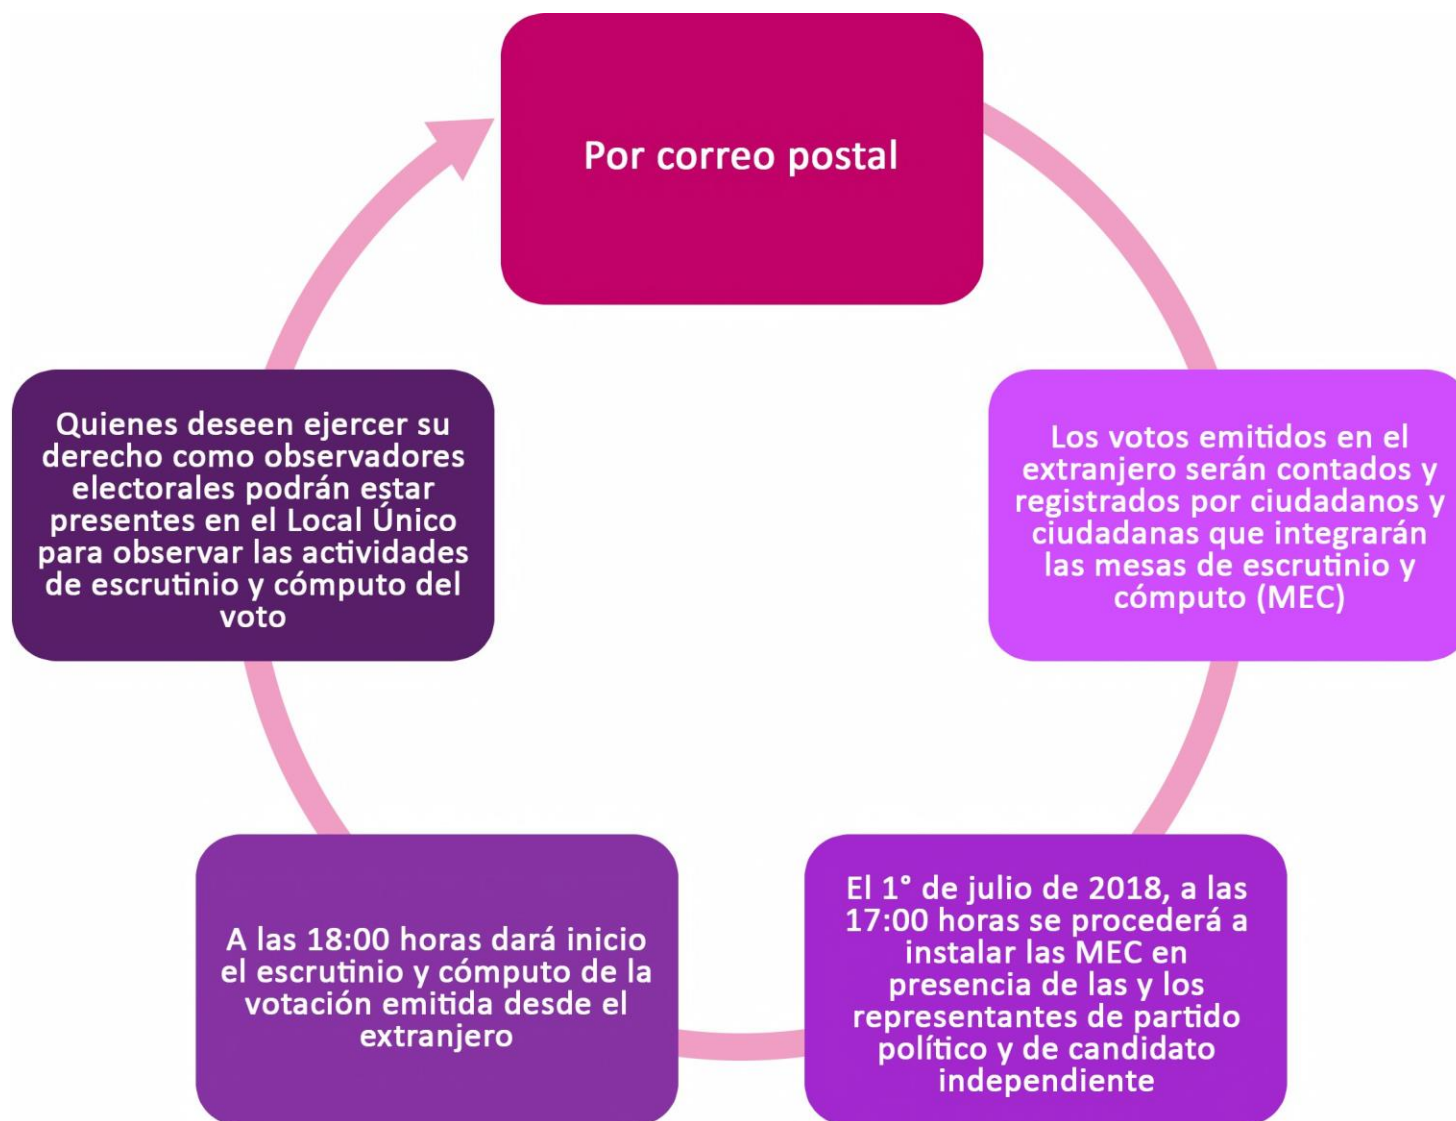 Por correo postal
Los votos emitidos en el
extranjero serán contados y
registrados por ciudadanos y
ciudadanas que integrarán
las mesas de escrutinio y
cómputo (MEC)
El 1° de julio de 2018, a las
17:00 horas se procederá a
instalar las MEC en
presencia de las y los
representantes de partido
político y de candidato
independiente
A las 18:00 horas dará inicio
el escrutinio y cómputo de la
votación emitida desde el
extranjero
Quienes deseen ejercer su
derecho como observadores
electorales podrán estar
presentes en el Local Único
para observar las actividades
de escrutinio y cómputo del
voto